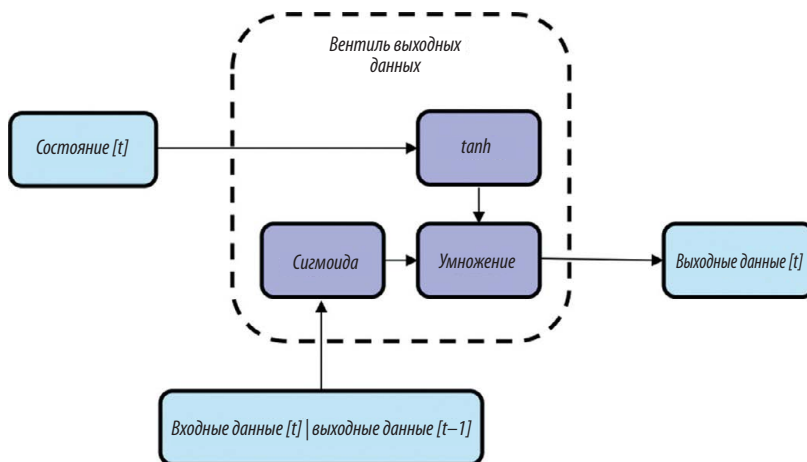 Вентиль выходных
данных
Состояние [t]
tanh
Сигмоида
Умножение
Выходные данные [t]
Входные данные [t] | выходные данные [t–1]